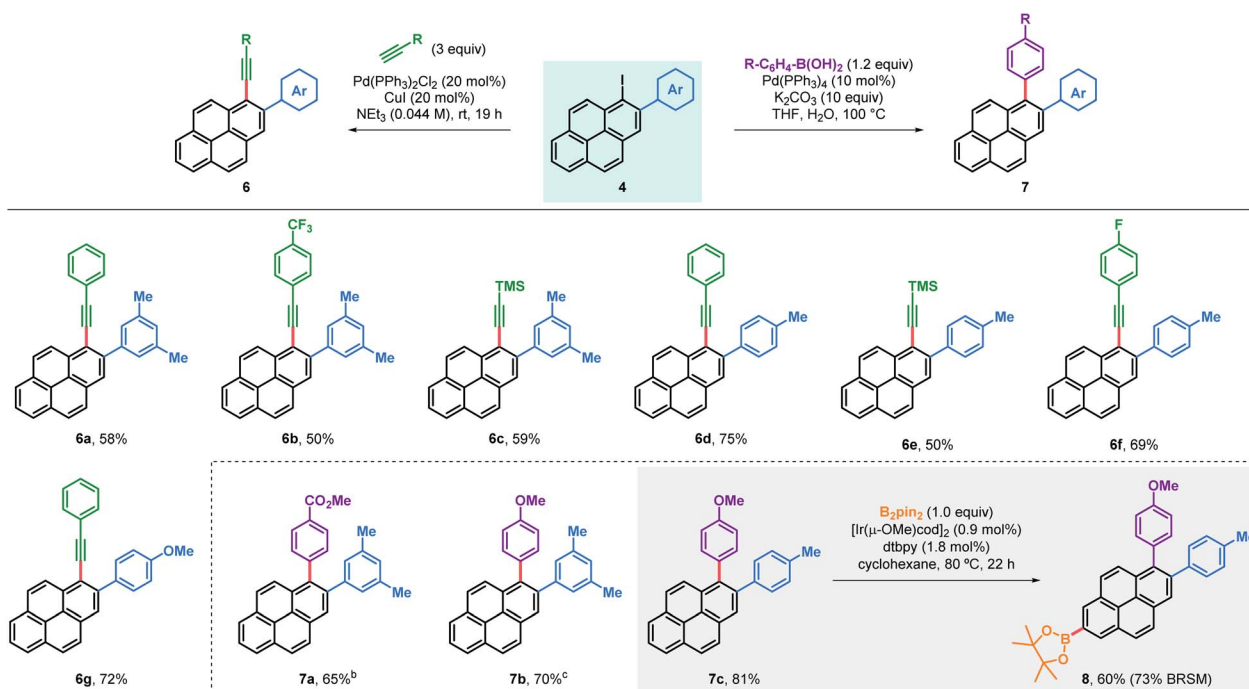 R
Ar
6
R
(3 equiv)
Pd(PPh3)2Cl2 (20 mol%)
CuI (20 mol%)
NEt3 (0.044 M), rt, 19 h
I
Ar
4
R-C6H4-B(OH)2 (1.2 equiv)
Pd(PPh3)4 (10 mol%)
K2CO3 (10 equiv)
THF, H2O, 100 °C
R
Ar
7
Me
Me
6a, 58%
CF3
Me
Me
6b, 50%
TMS
Me
Me
6c, 59%
Me
6d, 75%
TMS
Me
6e, 50%
F
Me
6f, 69%
OMe
6g, 72%
CO2Me
Me
Me
7a, 65%b
OMe
Me
Me
7b, 70%c
OMe
Me
7c, 81%
B2pin2 (1.0 equiv)
[Ir(μ-OMe)cod]2 (0.9 mol%)
dtbpy (1.8 mol%)
cyclohexane, 80 ºC, 22 h
OMe
Me
O
B
O
8, 60% (73% BRSM)